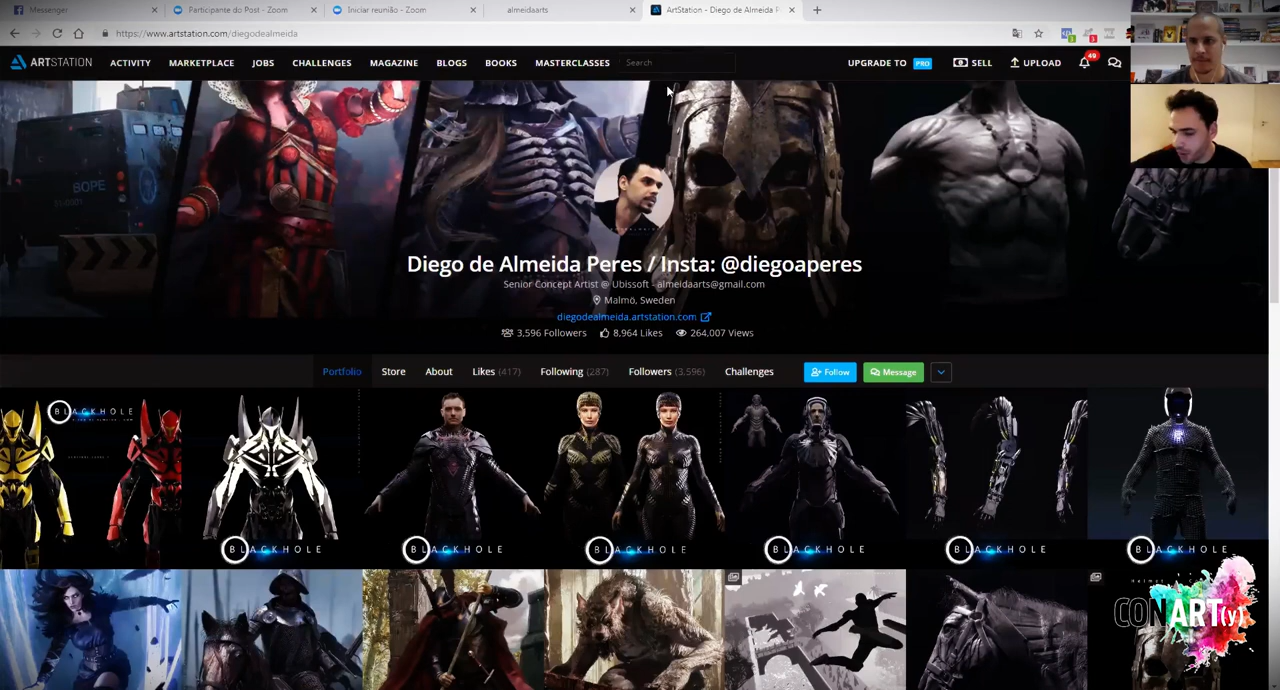 Messenger
Participante do Post - Zoom
Iniciar reunião - Zoom
almeidaarts
ArtStation - Diego de Almeida P
https://www.artstation.com/diegodealmeida
ARTSTATION
ACTIVITY
MARKETPLACE
JOBS
CHALLENGES
MAGAZINE
BLOGS
BOOKS
MASTERCLASSES
Search
UPGRADE TO PRO
SELL
UPLOAD
49
BOPE
Diego de Almeida Peres / Insta: @diegoaperes
Senior Concept Artist @ Ubissoft - almeidaarts@gmail.com
Malmö, Sweden
diegodealmeida.artstation.com
3,596 Followers
8,964 Likes
264,007 Views
Portfolio
Store
About
Likes (417)
Following (287)
Followers (3.596)
Challenges
Follow
Message
BLACKHOLE
BLACKHOLE
BLACKHOLE
BLACKHOLE
BLACKHOLE
BLACKHOLE
BLACKHOLE
CONART(y)